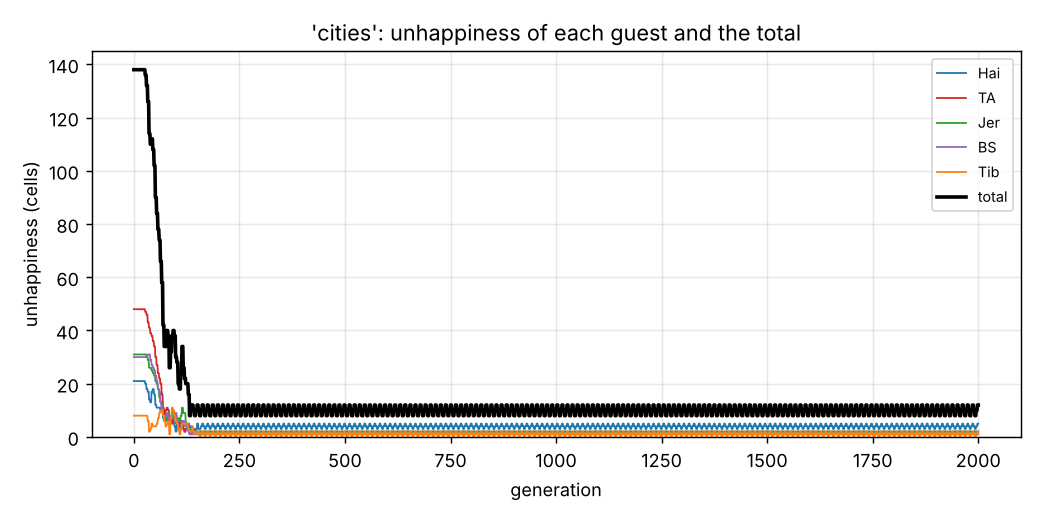 'cities': unhappiness of each guest and the total
unhappiness (cells)
140
120
100
80
60
40
20
0
0 250 500 750 1000 1250 1500 1750 2000
generation
Hai
TA
Jer
BS
Tib
total